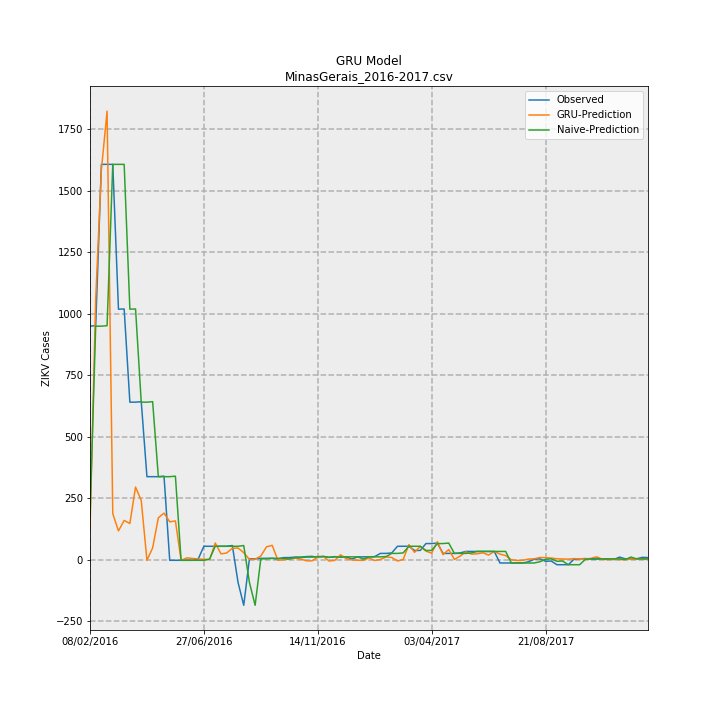 GRU Model
MinasGerais_2016-2017.csv
Observed
GRU-Prediction
Naive-Prediction
1750
1500
1250
1000
750
500
250
0
−250
ZIKV Cases
08/02/2016
27/06/2016
14/11/2016
03/04/2017
21/08/2017
Date